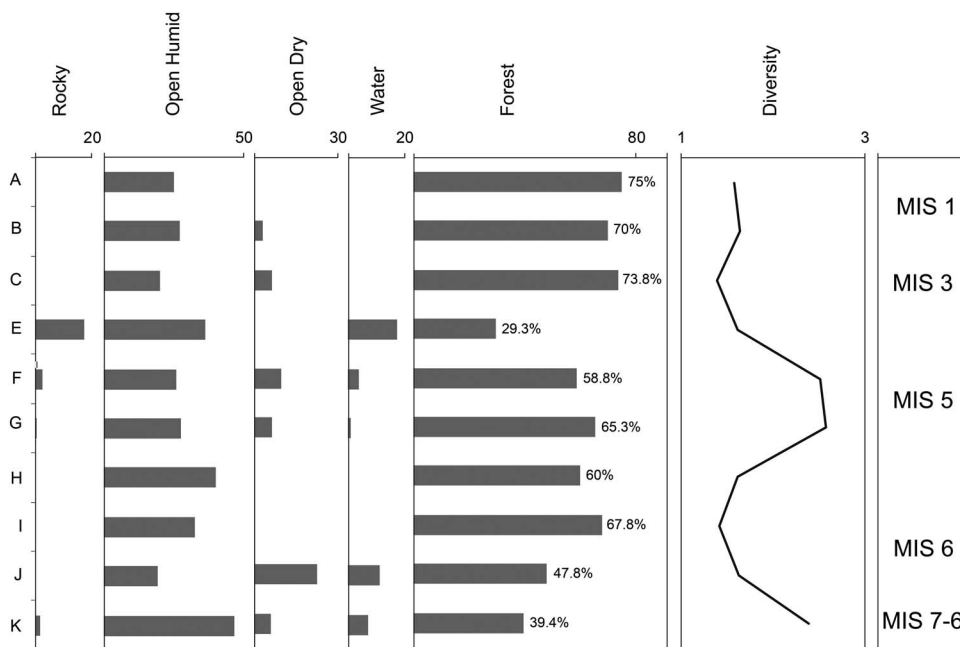 Rocky
Open Humid
Open Dry
Water
Forest
Diversity
20 50 30 20 80 1 3
A 75%
MIS 1
B 70%
C 73.8% MIS 3
E 29.3%
F 58.8%
MIS 5
G 65.3%
H 60%
I 67.8%
MIS 6
J 47.8%
K 39.4% MIS 7-6